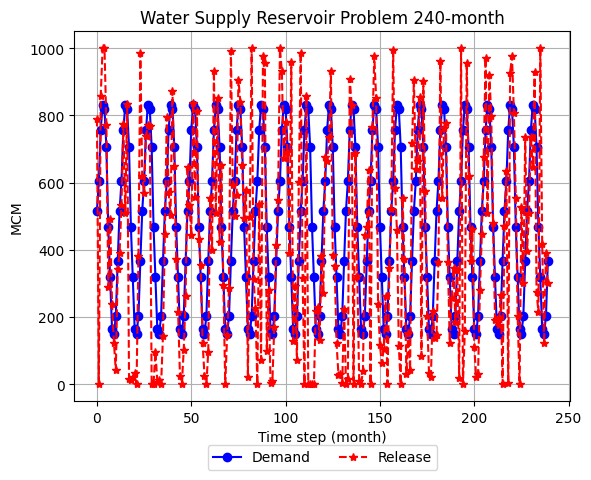 Water Supply Reservoir Problem 240-month
MCM
1000
800
600
400
200
0
0 50 100 150 200 250
Time step (month)
Demand Release